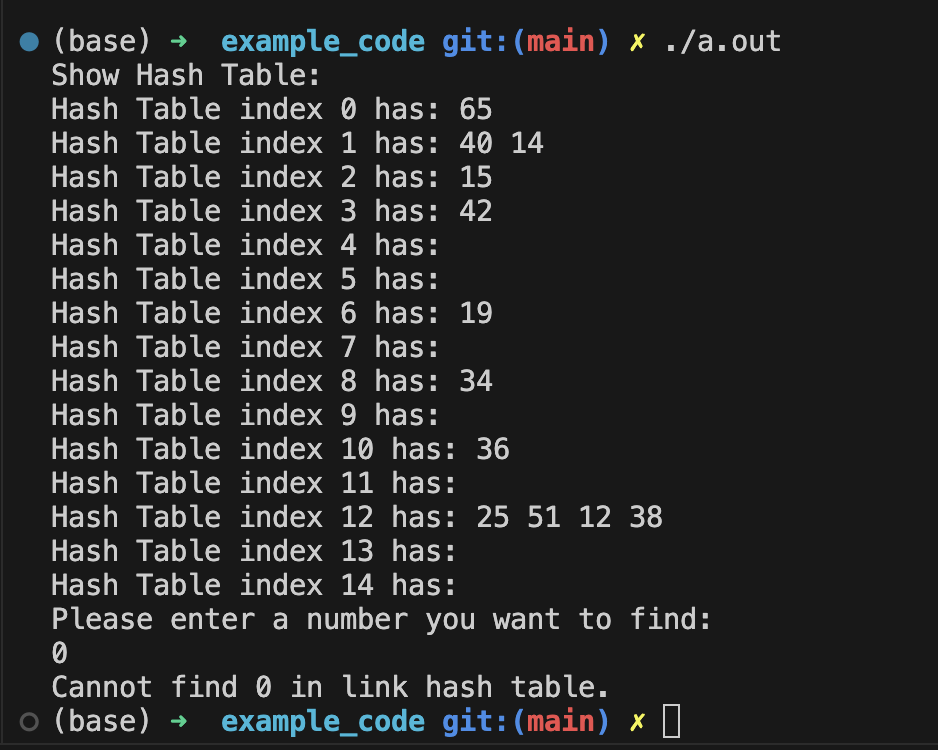 (base) ➜  example_code git:(main) ✗ ./a.out
Show Hash Table:
Hash Table index 0 has: 65
Hash Table index 1 has: 40 14
Hash Table index 2 has: 15
Hash Table index 3 has: 42
Hash Table index 4 has:
Hash Table index 5 has:
Hash Table index 6 has: 19
Hash Table index 7 has:
Hash Table index 8 has: 34
Hash Table index 9 has:
Hash Table index 10 has: 36
Hash Table index 11 has:
Hash Table index 12 has: 25 51 12 38
Hash Table index 13 has:
Hash Table index 14 has:
Please enter a number you want to find:
0
Cannot find 0 in link hash table.
(base) ➜  example_code git:(main) ✗